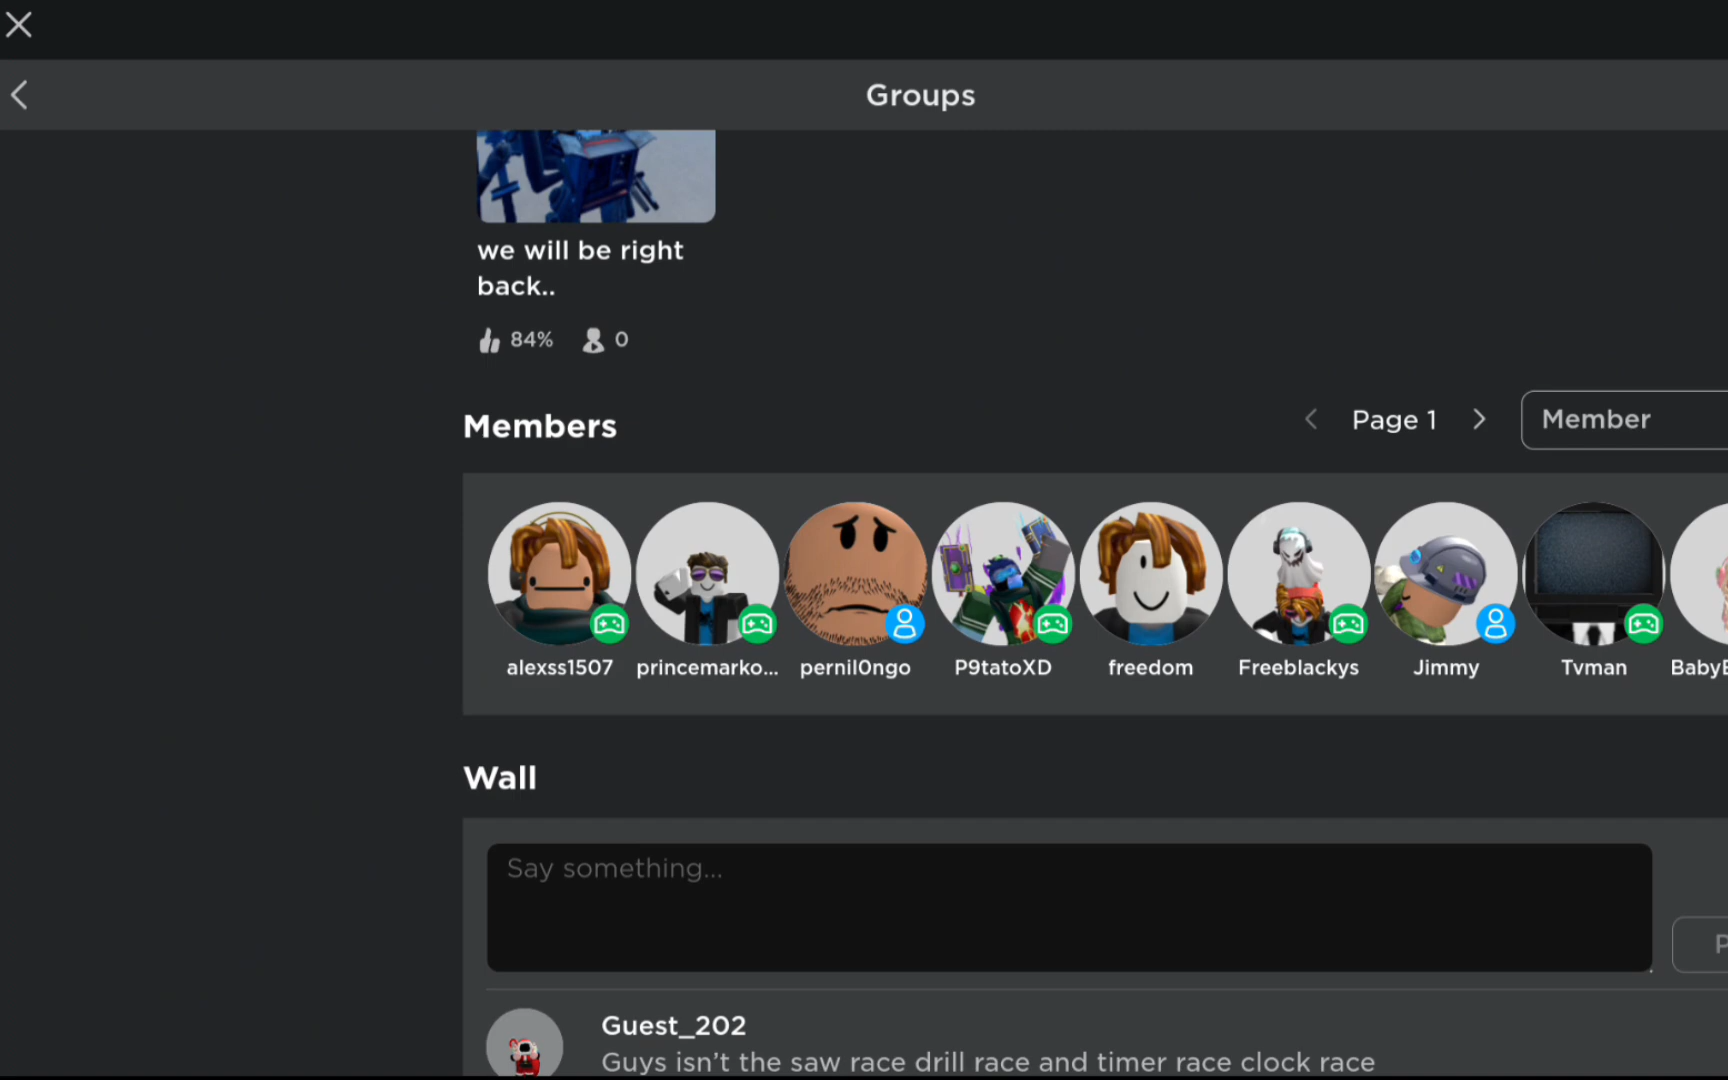 Groups
we will be right
back..
84% 0
Members
Page 1
Member
alexss1507 princemarko... pernil0ngo P9tatoXD freedom Freeblackys Jimmy Tvman BabyE
Wall
Say something...
P
Guest_202
Guys isn't the saw race drill race and timer race clock race